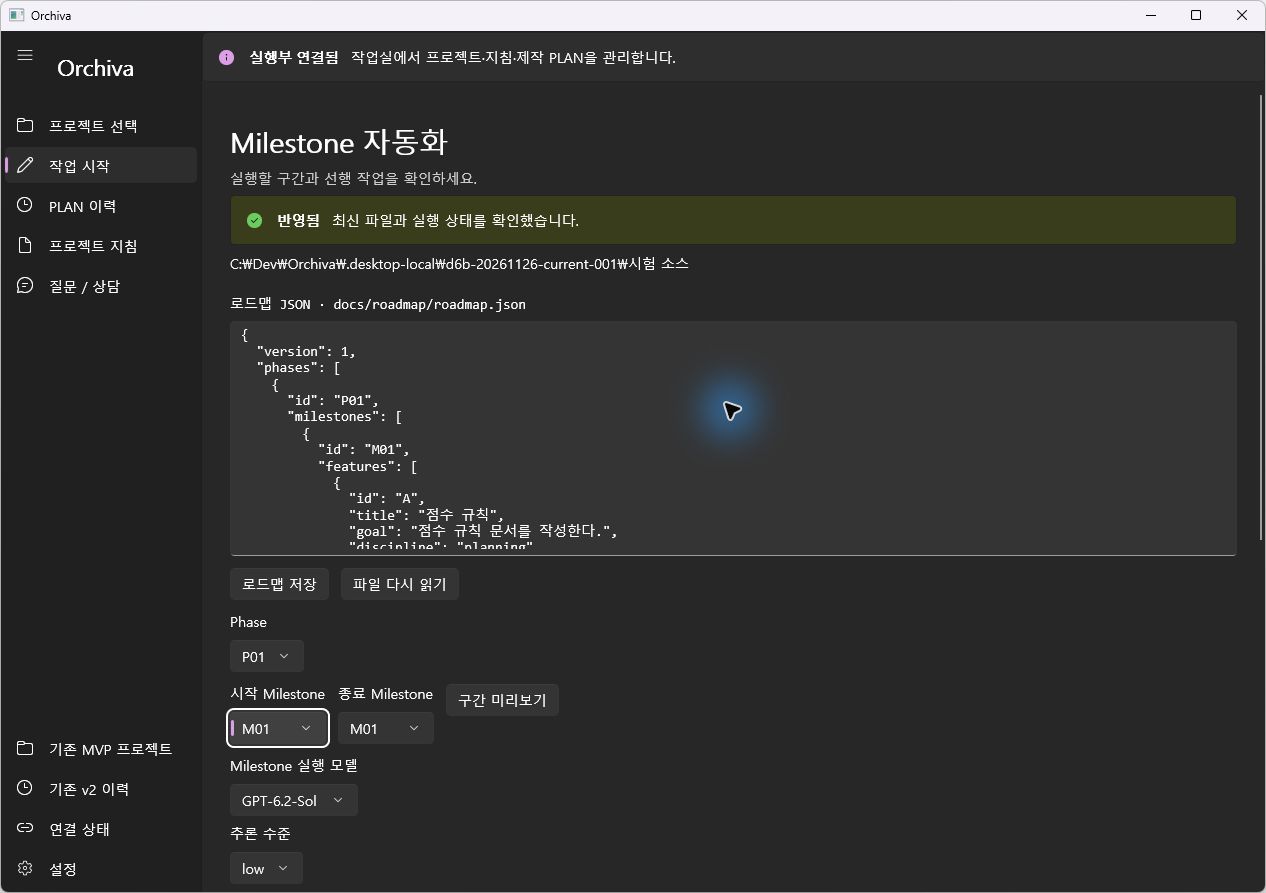 Orchiva
Orchiva
프로젝트 선택
작업 시작
PLAN 이력
프로젝트 지침
질문 / 상담
기존 MVP 프로젝트
기존 v2 이력
연결 상태
설정
실행부 연결됨 작업실에서 프로젝트·지침·제작 PLAN을 관리합니다.
Milestone 자동화
실행할 구간과 선행 작업을 확인하세요.
반영됨 최신 파일과 실행 상태를 확인했습니다.
C:₩Dev₩Orchiva₩.desktop-local₩d6b-20261126-current-001₩시험 소스
로드맵 JSON · docs/roadmap/roadmap.json
{
"version": 1,
"phases": [
{
"id": "P01",
"milestones": [
{
"id": "M01",
"features": [
{
"id": "A",
"title": "점수 규칙",
"goal": "점수 규칙 문서를 작성한다.",
"discipline": "planning"
로드맵 저장 파일 다시 읽기
Phase
P01
시작 Milestone 종료 Milestone 구간 미리보기
M01 M01
Milestone 실행 모델
GPT-6.2-Sol
추론 수준
low